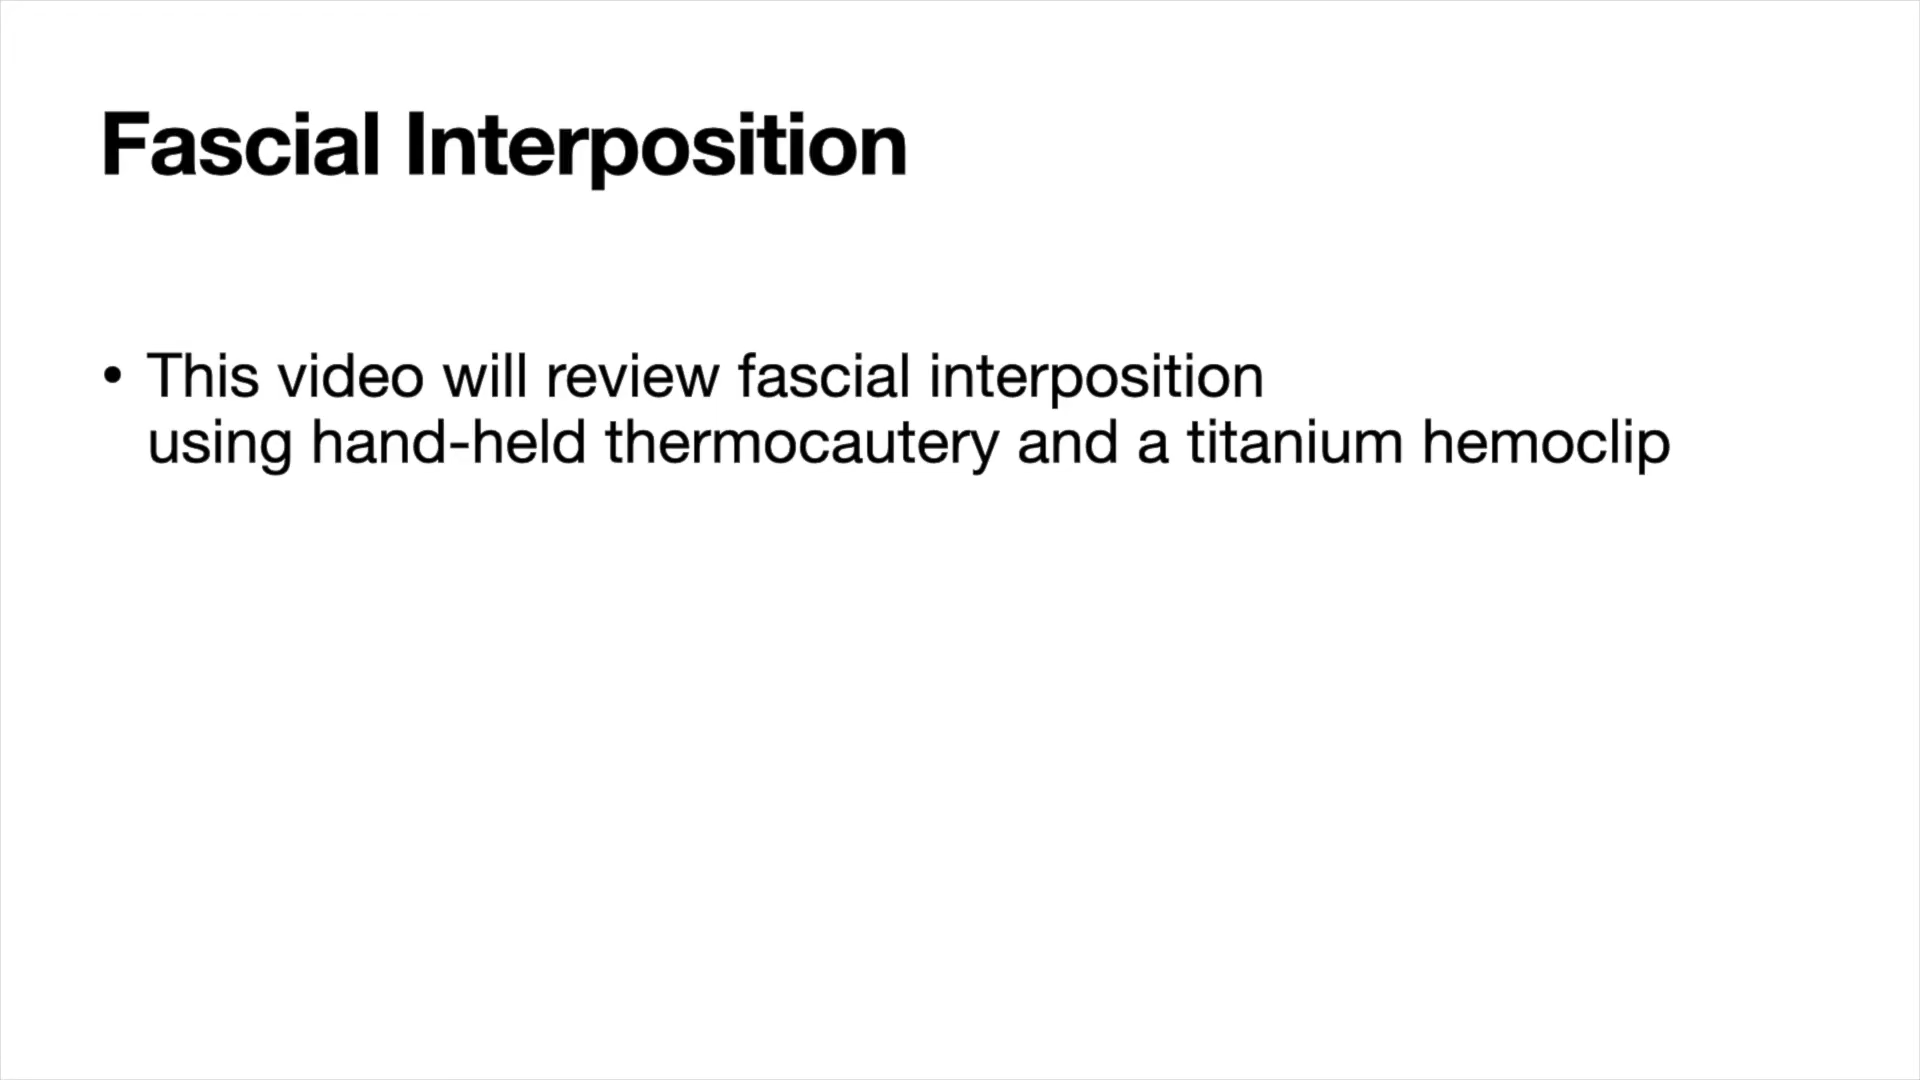 Fascial Interposition
• This video will review fascial interposition
using hand-held thermocautery and a titanium hemoclip